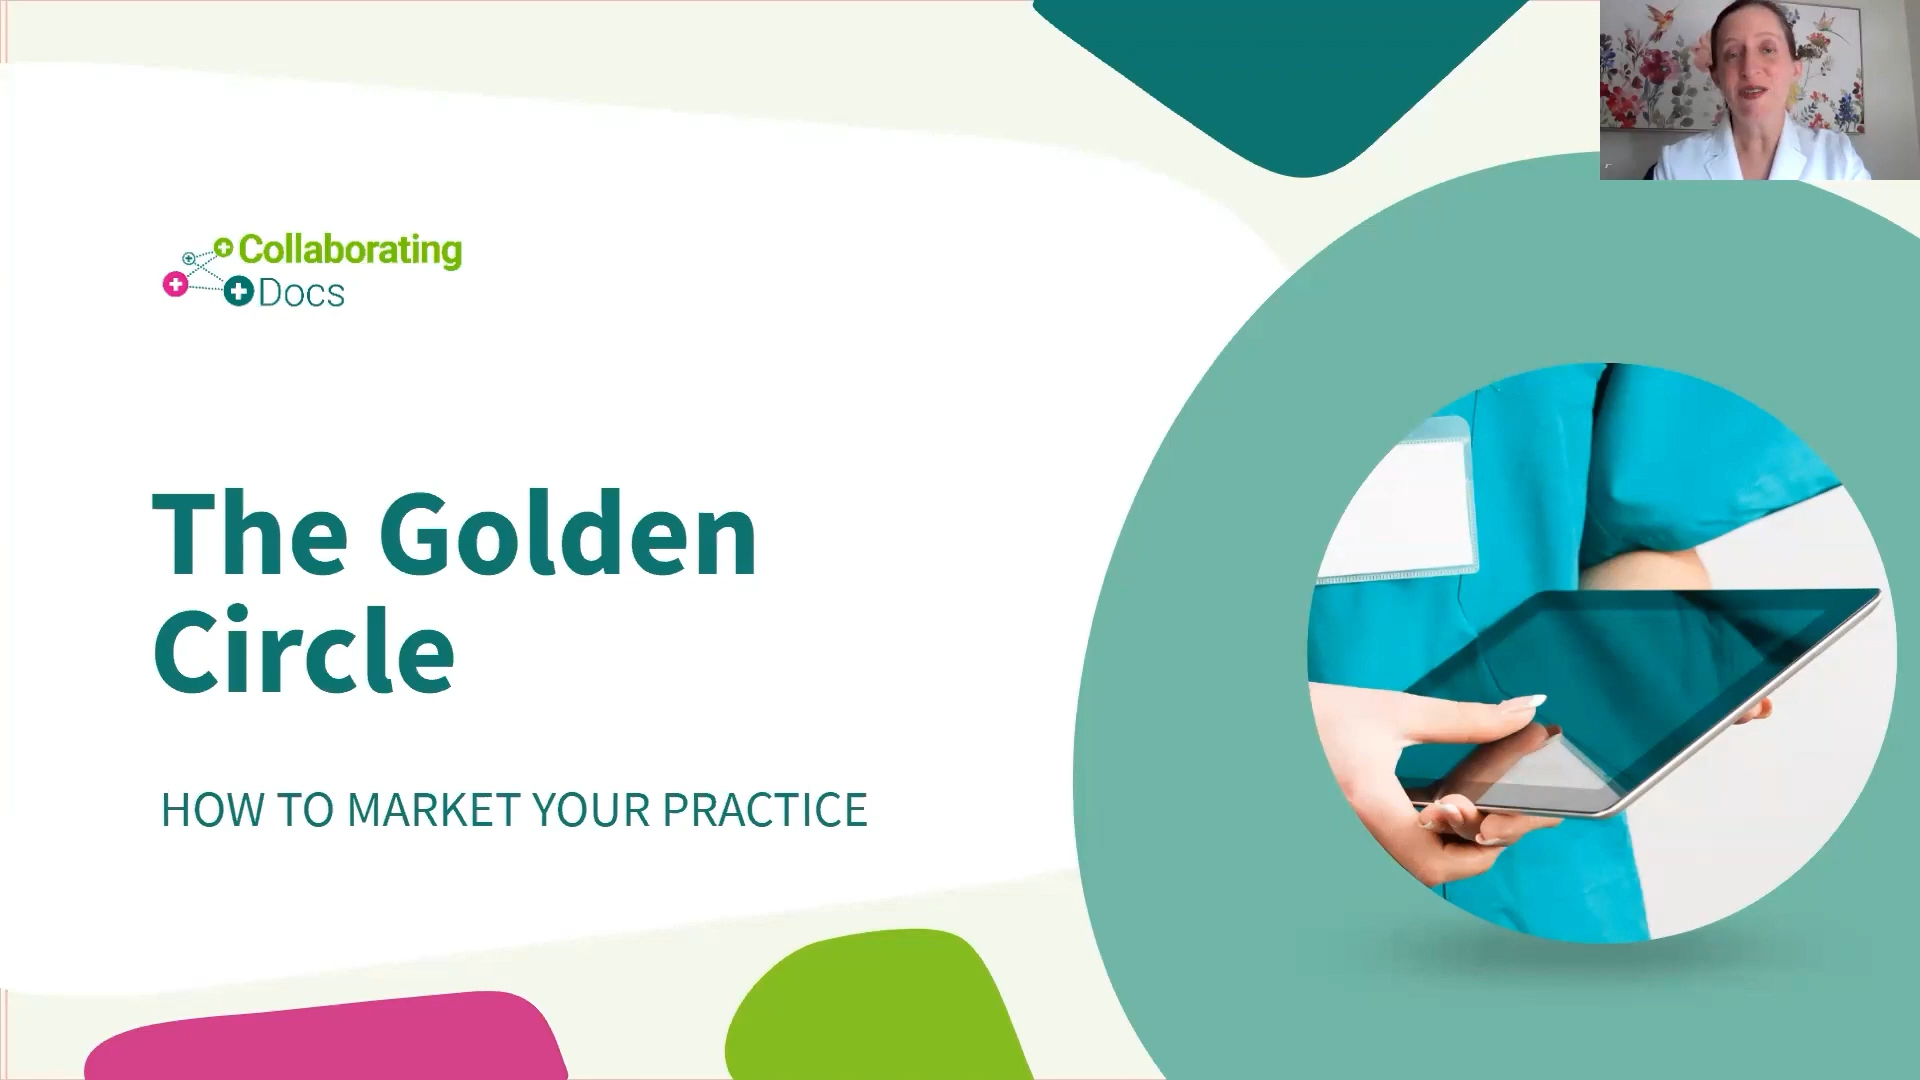 Collaborating
Docs
The Golden
Circle
HOW TO MARKET YOUR PRACTICE